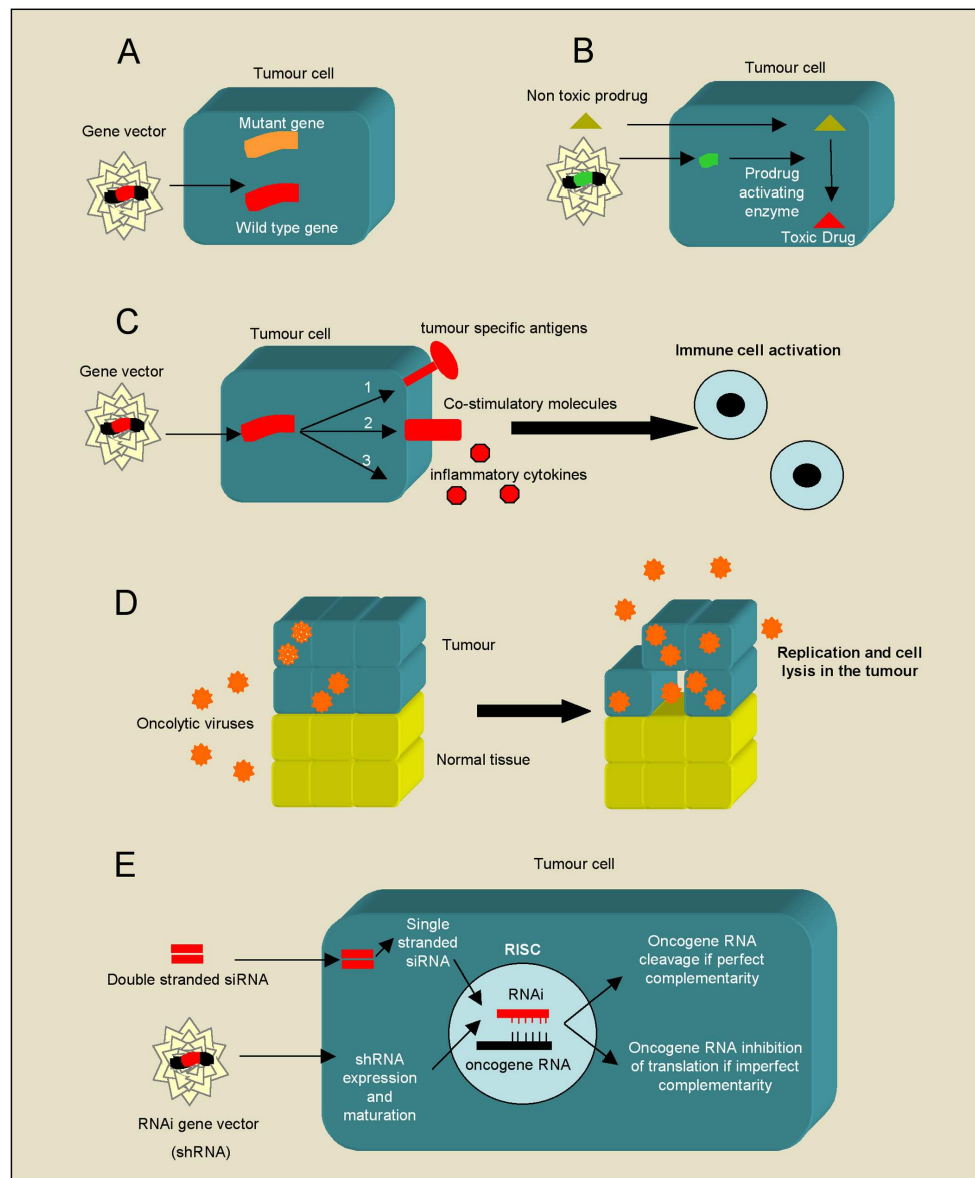 A
Tumour cell
Gene vector
Mutant gene
Wild type gene
B
Tumour cell
Non toxic prodrug
Prodrug
activating
enzyme
Toxic Drug
C
Tumour cell
Gene vector
1
2
3
tumour specific antigens
Co-stimulatory molecules
inflammatory cytokines
Immune cell activation
D
Oncolytic viruses
Tumour
Normal tissue
Replication and cell
lysis in the tumour
E
Tumour cell
Double stranded siRNA
Single
stranded
siRNA
RISC
RNAi
oncogene RNA
Oncogene RNA
cleavage if perfect
complementarity
Oncogene RNA inhibition
of translation if imperfect
complementarity
shRNA
expression
and
maturation
RNAi gene vector
(shRNA)